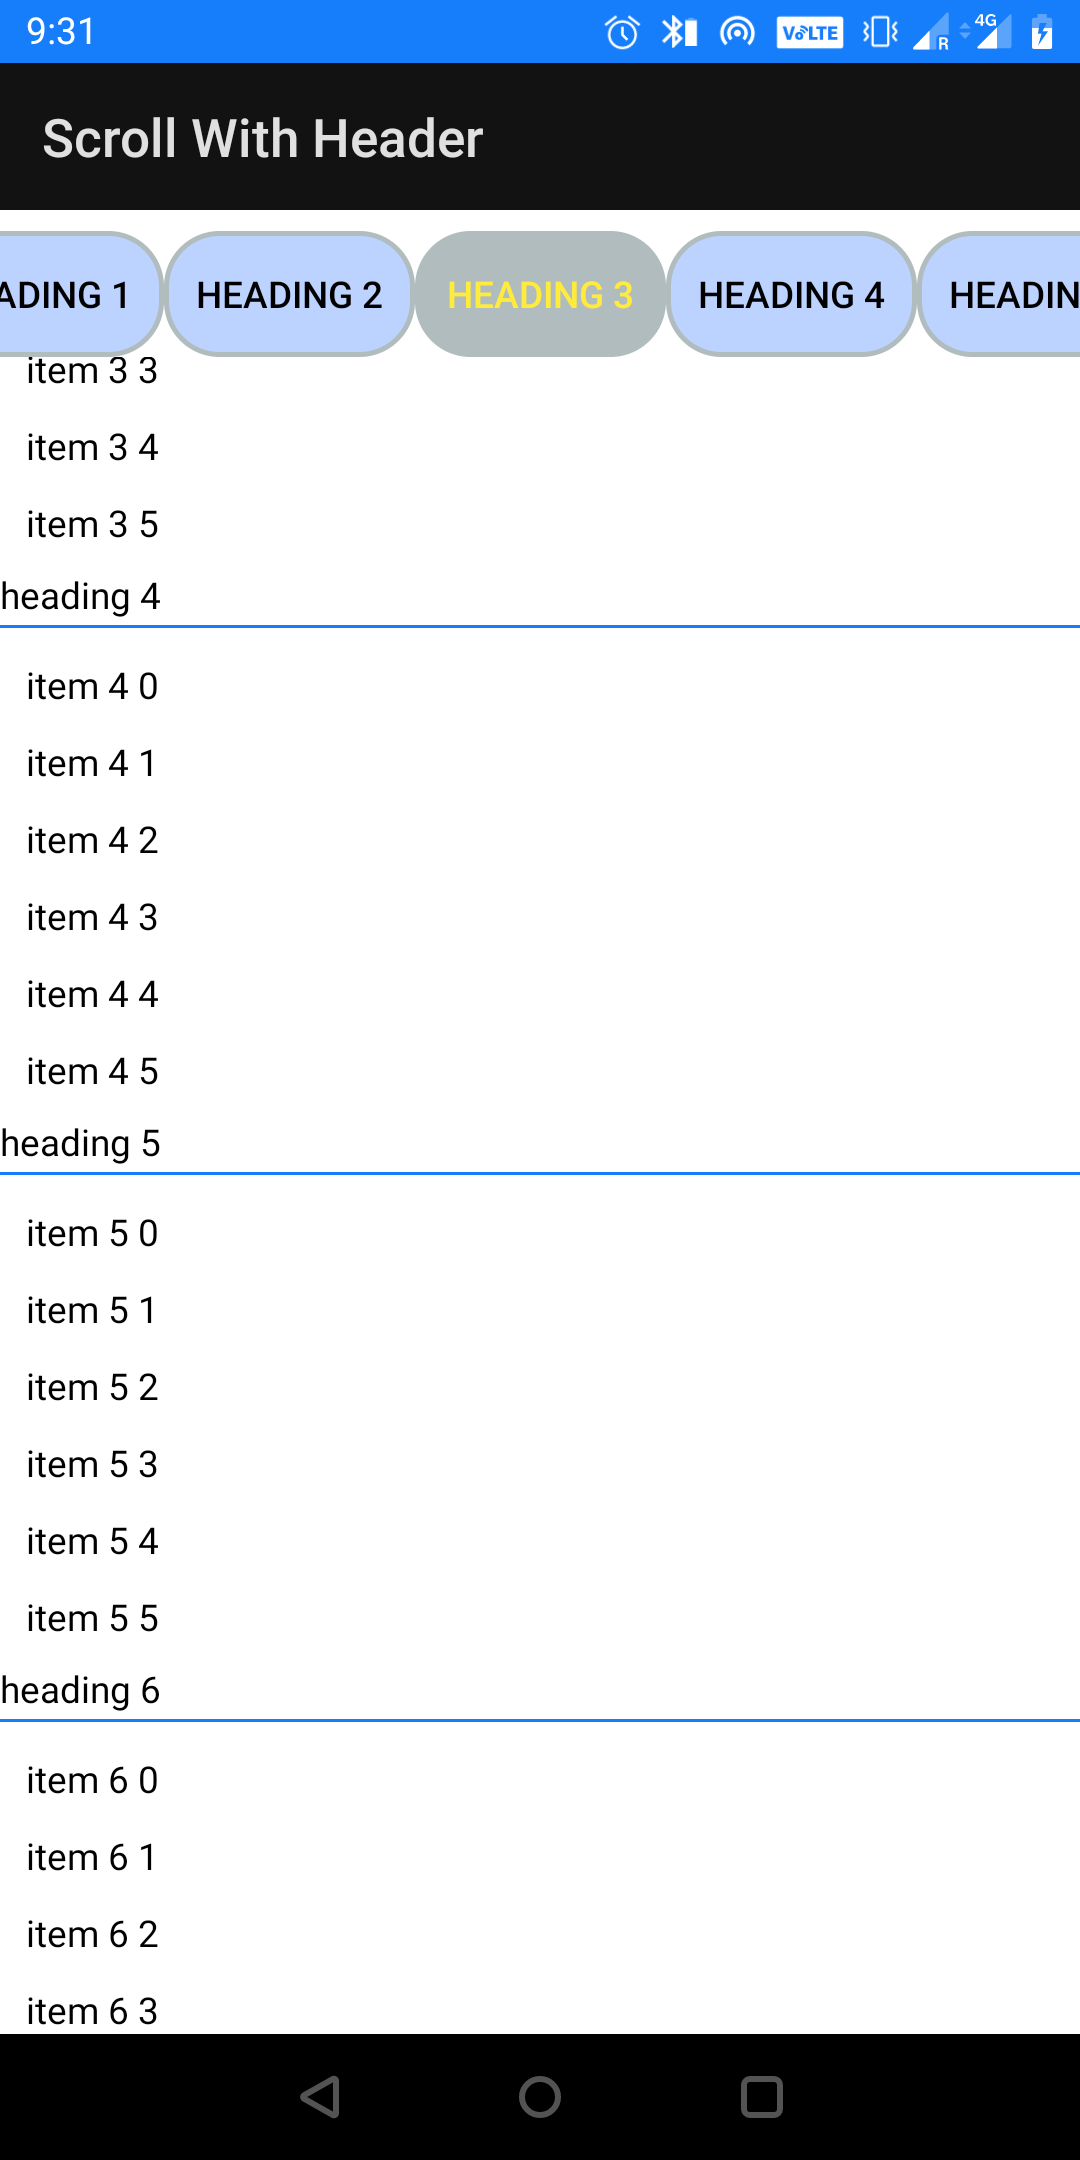 9:31
VoLTE R 4G
Scroll With Header
ADING 1 HEADING 2 HEADING 3 HEADING 4 HEADIN
item 3 3
item 3 4
item 3 5
heading 4
item 4 0
item 4 1
item 4 2
item 4 3
item 4 4
item 4 5
heading 5
item 5 0
item 5 1
item 5 2
item 5 3
item 5 4
item 5 5
heading 6
item 6 0
item 6 1
item 6 2
item 6 3